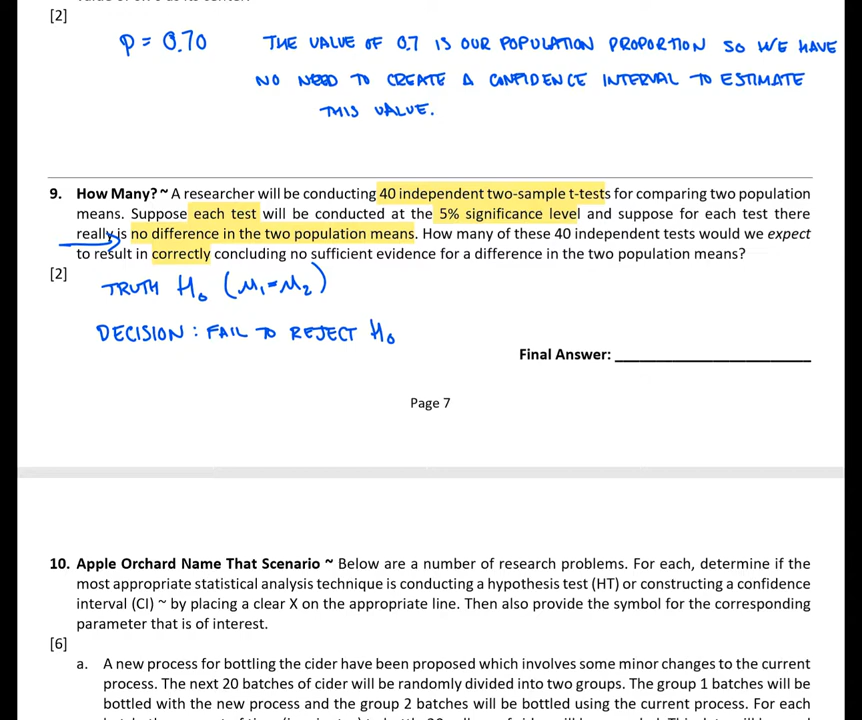 [2]
P = 0.70 THE VALUE OF 0.7 IS OUR POPULATION PROPORTION SO WE HAVE
NO NEED TO CREATE A CONFIDENCE INTERVAL TO ESTIMATE
THIS VALUE.
9. How Many? ~ A researcher will be conducting 40 independent two-sample t-tests for comparing two population
means. Suppose each test will be conducted at the 5% significance level and suppose for each test there
really is no difference in the two population means. How many of these 40 independent tests would we expect
to result in correctly concluding no sufficient evidence for a difference in the two population means?
[2]
TRUTH H₀ (μ₁=μ₂)
DECISION: FAIL TO REJECT H₀
Final Answer: ____________________
Page 7
10. Apple Orchard Name That Scenario ~ Below are a number of research problems. For each, determine if the
most appropriate statistical analysis technique is conducting a hypothesis test (HT) or constructing a confidence
interval (CI) ~ by placing a clear X on the appropriate line. Then also provide the symbol for the corresponding
parameter that is of interest.
[6]
a. A new process for bottling the cider have been proposed which involves some minor changes to the current
process. The next 20 batches of cider will be randomly divided into two groups. The group 1 batches will be
bottled with the new process and the group 2 batches will be bottled using the current process. For each